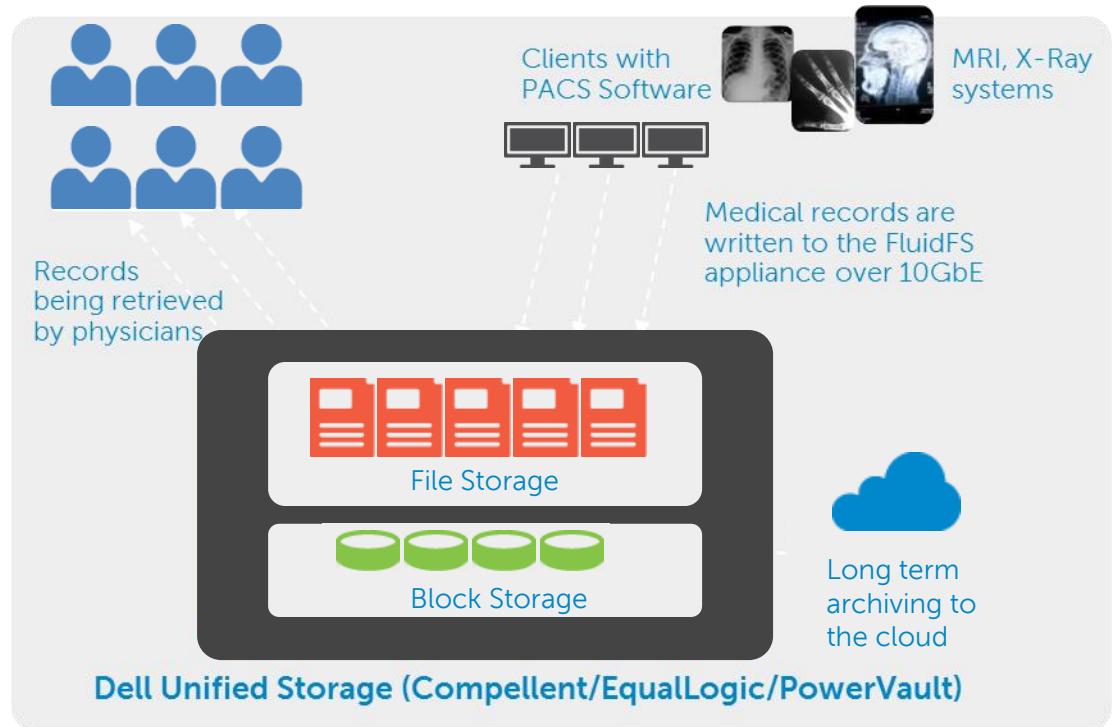 Clients with
PACS Software
MRI, X-Ray
systems
Medical records are
written to the FluidFS
appliance over 10GbE
Records
being retrieved
by physicians
File Storage
Block Storage
Long term
archiving to
the cloud
Dell Unified Storage (Compellent/EqualLogic/PowerVault)